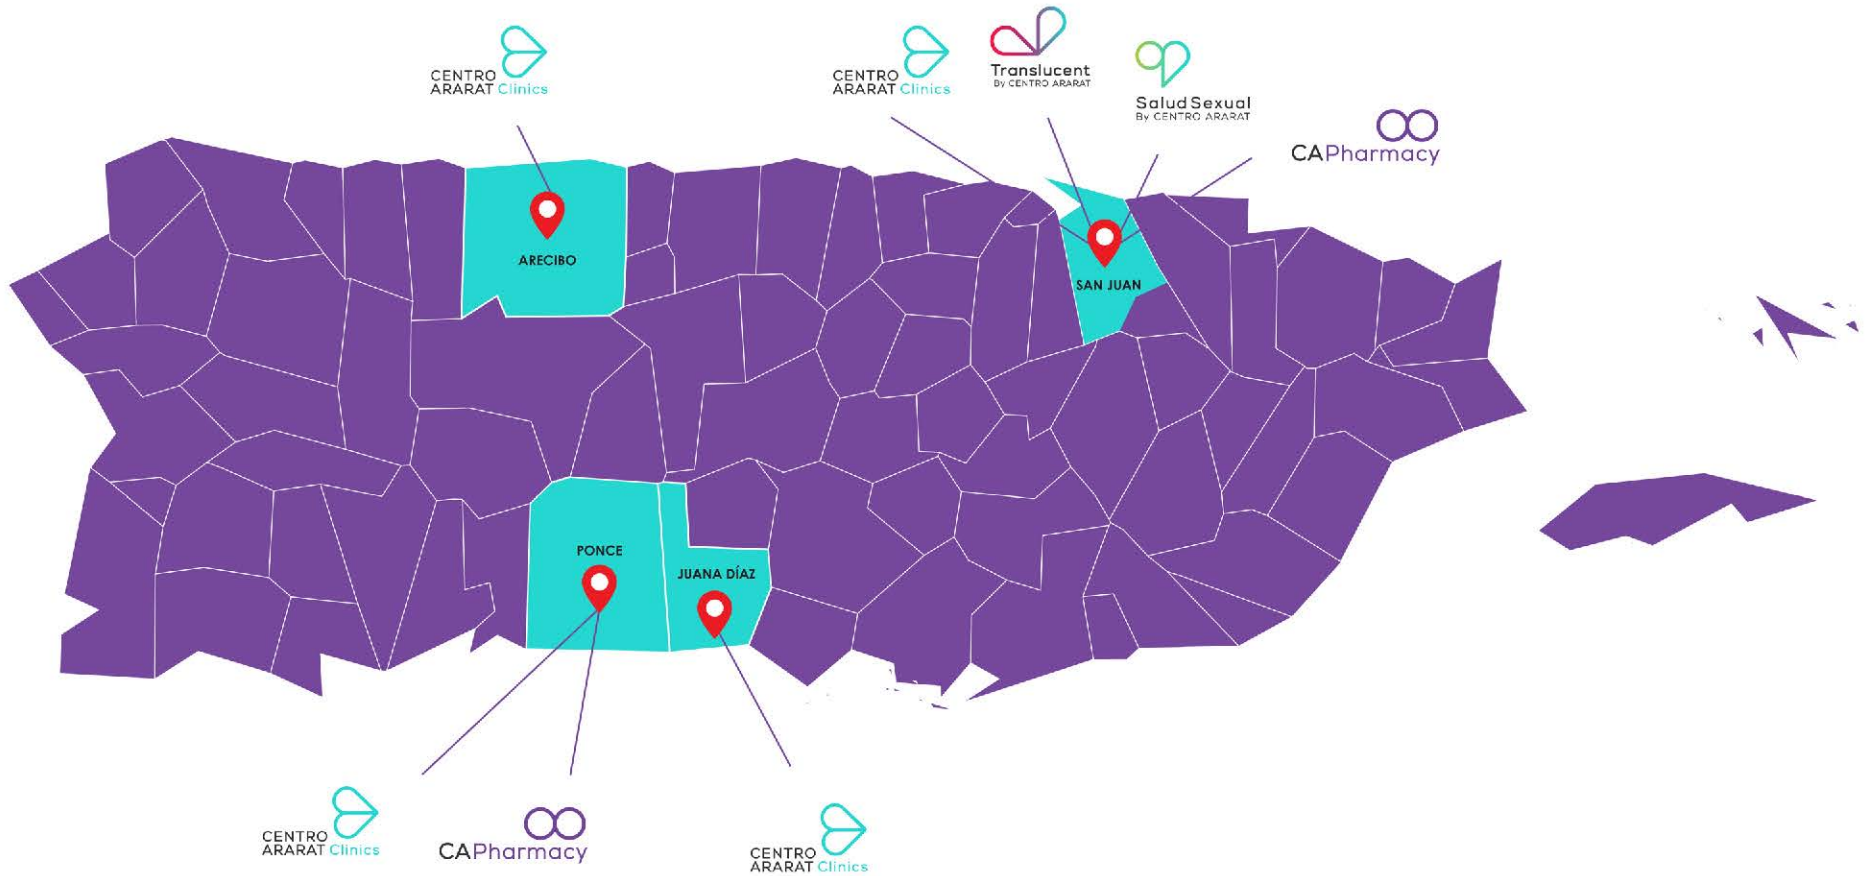 CENTRO
ARARAT Clinics
CENTRO
ARARAT Clinics
Translucent
By CENTRO ARARAT
Salud Sexual
By CENTRO ARARAT
CAPharmacy
ARECIBO
SAN JUAN
PONCE
JUANA DÍAZ
CENTRO
ARARAT Clinics
CAPharmacy
CENTRO
ARARAT Clinics